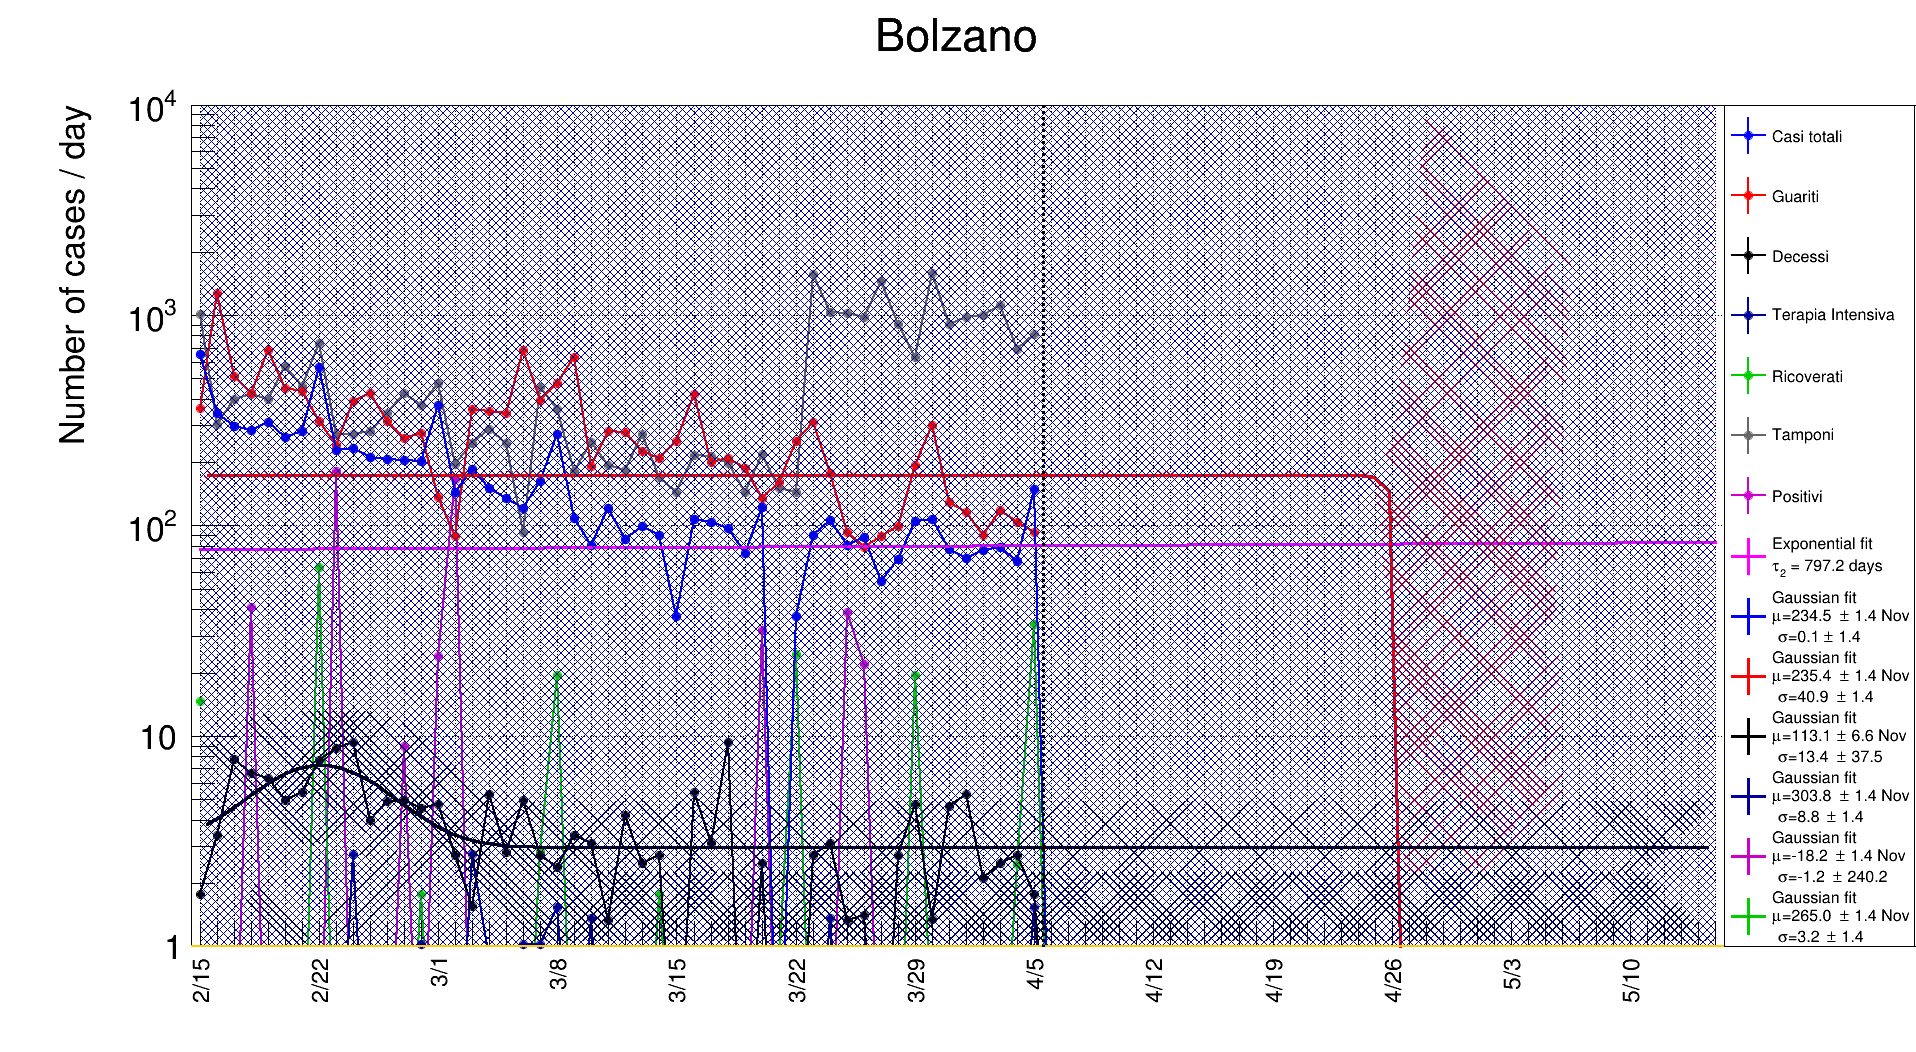 Bolzano
Number of cases / day
10^4
10^3
10^2
10
1
2/15
2/22
3/1
3/8
3/15
3/22
3/29
4/5
4/12
4/19
4/26
5/3
5/10
Casi totali
Guariti
Decessi
Terapia Intensiva
Ricoverati
Tamponi
Positivi
Exponential fit
τ₂ = 797.2 days
Gaussian fit
μ=234.5 ± 1.4 Nov
σ=0.1 ± 1.4
Gaussian fit
μ=235.4 ± 1.4 Nov
σ=40.9 ± 1.4
Gaussian fit
μ=113.1 ± 6.6 Nov
σ=13.4 ± 37.5
Gaussian fit
μ=303.8 ± 1.4 Nov
σ=8.8 ± 1.4
Gaussian fit
μ=-18.2 ± 1.4 Nov
σ=-1.2 ± 240.2
Gaussian fit
μ=265.0 ± 1.4 Nov
σ=3.2 ± 1.4